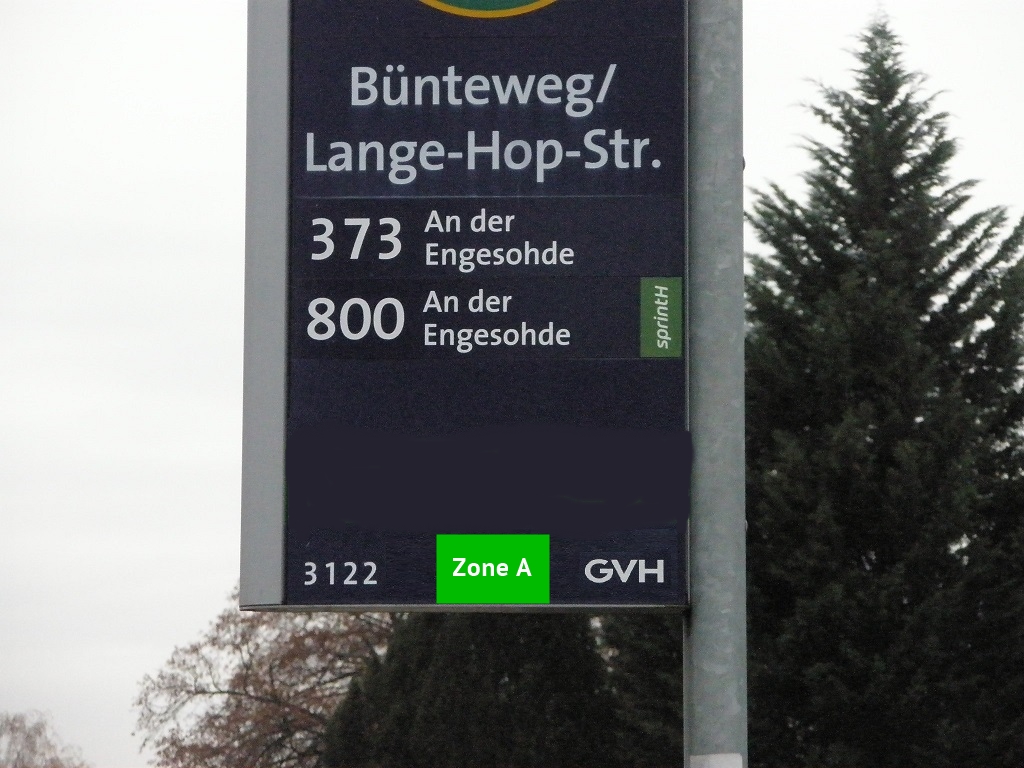 Bünteweg/
Lange-Hop-Str.
373 An der
Engesohde
800 An der
Engesohde
sprintH
3122 Zone A GVH